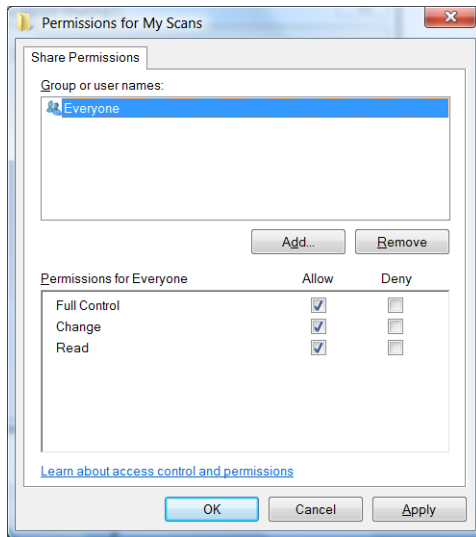 Permissions for My Scans
Share Permissions
Group or user names:
Everyone
Add...
Remove
Permissions for Everyone Allow Deny
Full Control
Change
Read
Learn about access control and permissions
OK Cancel Apply